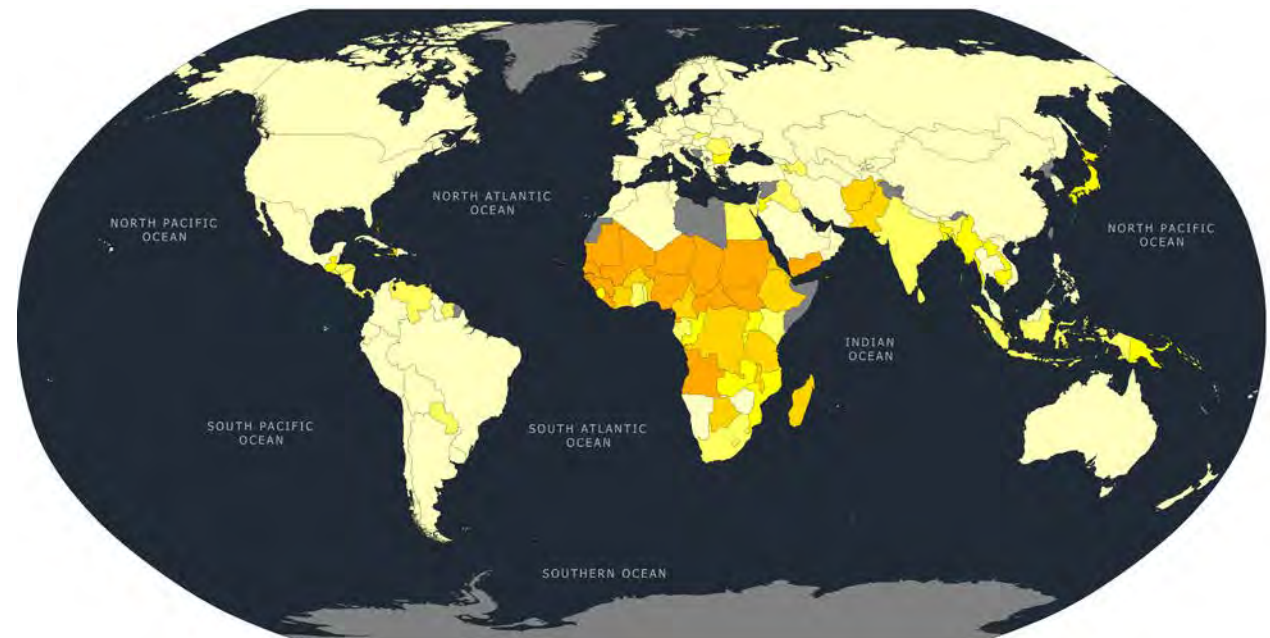 NORTH ATLANTIC
OCEAN
NORTH PACIFIC
OCEAN
NORTH PACIFIC
OCEAN
INDIAN
OCEAN
SOUTH PACIFIC
OCEAN
SOUTH ATLANTIC
OCEAN
SOUTHERN OCEAN